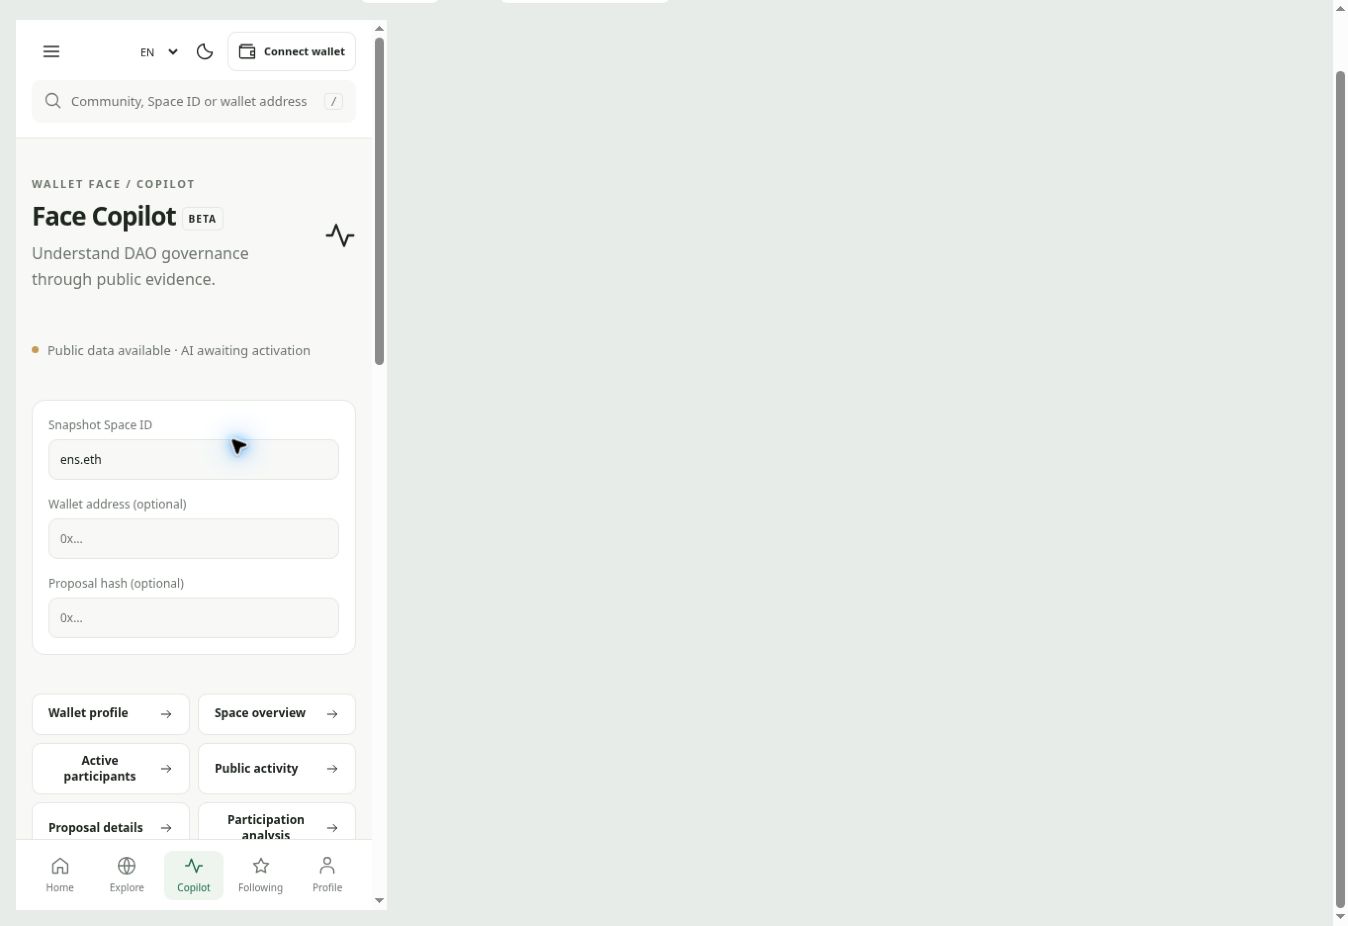 EN
Connect wallet
Community, Space ID or wallet address /
WALLET FACE / COPILOT
Face Copilot BETA
Understand DAO governance
through public evidence.
Public data available · AI awaiting activation
Snapshot Space ID
ens.eth
Wallet address (optional)
0x...
Proposal hash (optional)
0x...
Wallet profile
Space overview
Active
participants
Public activity
Proposal details
Participation
analysis
Home
Explore
Copilot
Following
Profile